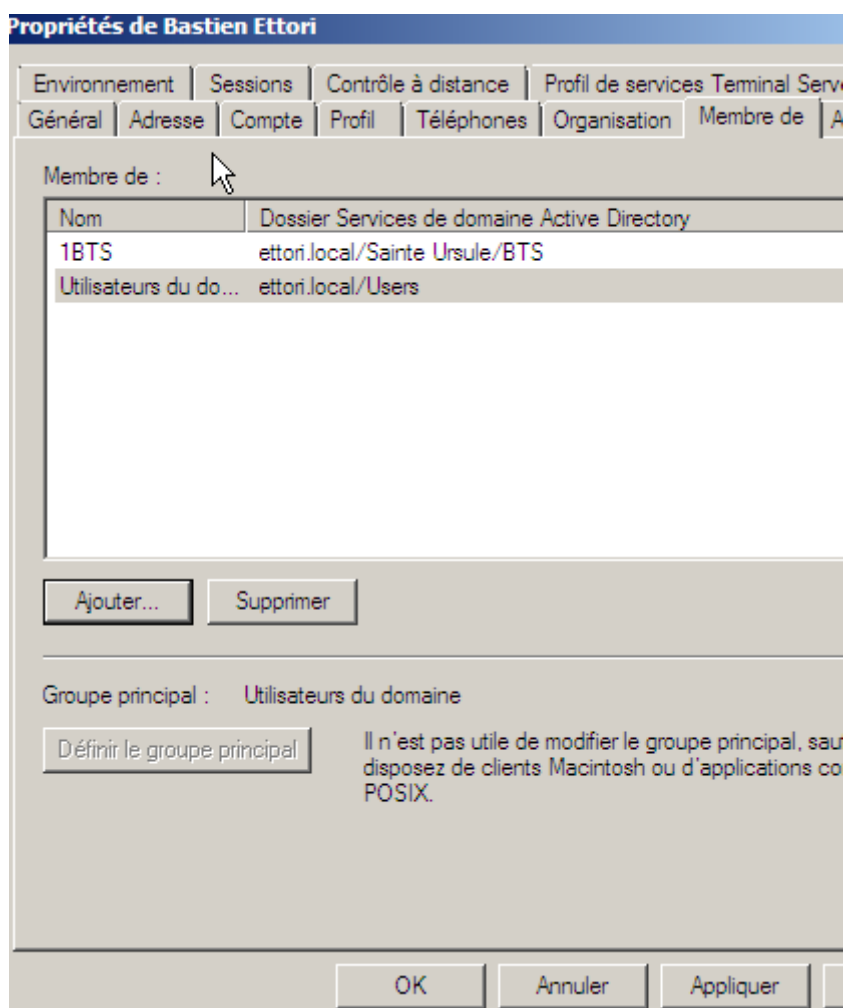 Propriétés de Bastien Ettori
Environnement Sessions Contrôle à distance Profil de services Terminal Serv
Général Adresse Compte Profil Téléphones Organisation Membre de A
Membre de :
Nom Dossier Services de domaine Active Directory
1BTS ettori.local/Sainte Ursule/BTS
Utilisateurs du do... ettori.local/Users
Ajouter... Supprimer
Groupe principal : Utilisateurs du domaine
Définir le groupe principal
Il n'est pas utile de modifier le groupe principal, sau
disposez de clients Macintosh ou d'applications co
POSIX.
OK Annuler Appliquer